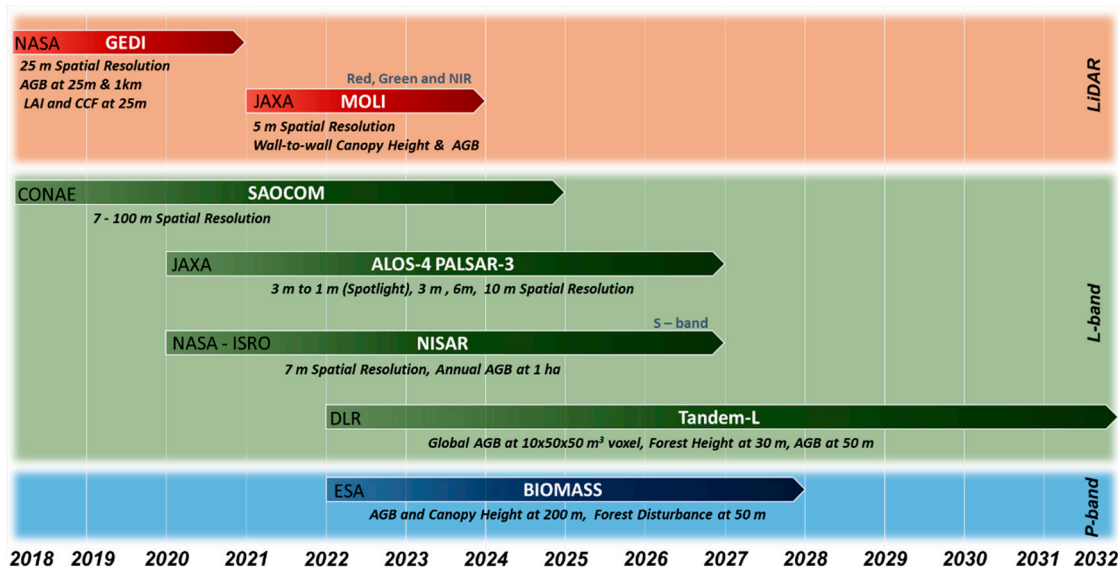 NASA GEDI
25 m Spatial Resolution
AGB at 25m & 1km
LAI and CCF at 25m
Red, Green and NIR
JAXA MOLI
5 m Spatial Resolution
Wall-to-wall Canopy Height & AGB
LiDAR
CONAE SAOCOM
7 - 100 m Spatial Resolution
JAXA ALOS-4 PALSAR-3
3 m to 1 m (Spotlight), 3 m , 6m, 10 m Spatial Resolution
S – band
NASA - ISRO NISAR
7 m Spatial Resolution, Annual AGB at 1 ha
L-band
DLR Tandem-L
Global AGB at 10x50x50 m³ voxel, Forest Height at 30 m, AGB at 50 m
ESA BIOMASS
AGB and Canopy Height at 200 m, Forest Disturbance at 50 m
P-band
2018 2019 2020 2021 2022 2023 2024 2025 2026 2027 2028 2029 2030 2031 2032